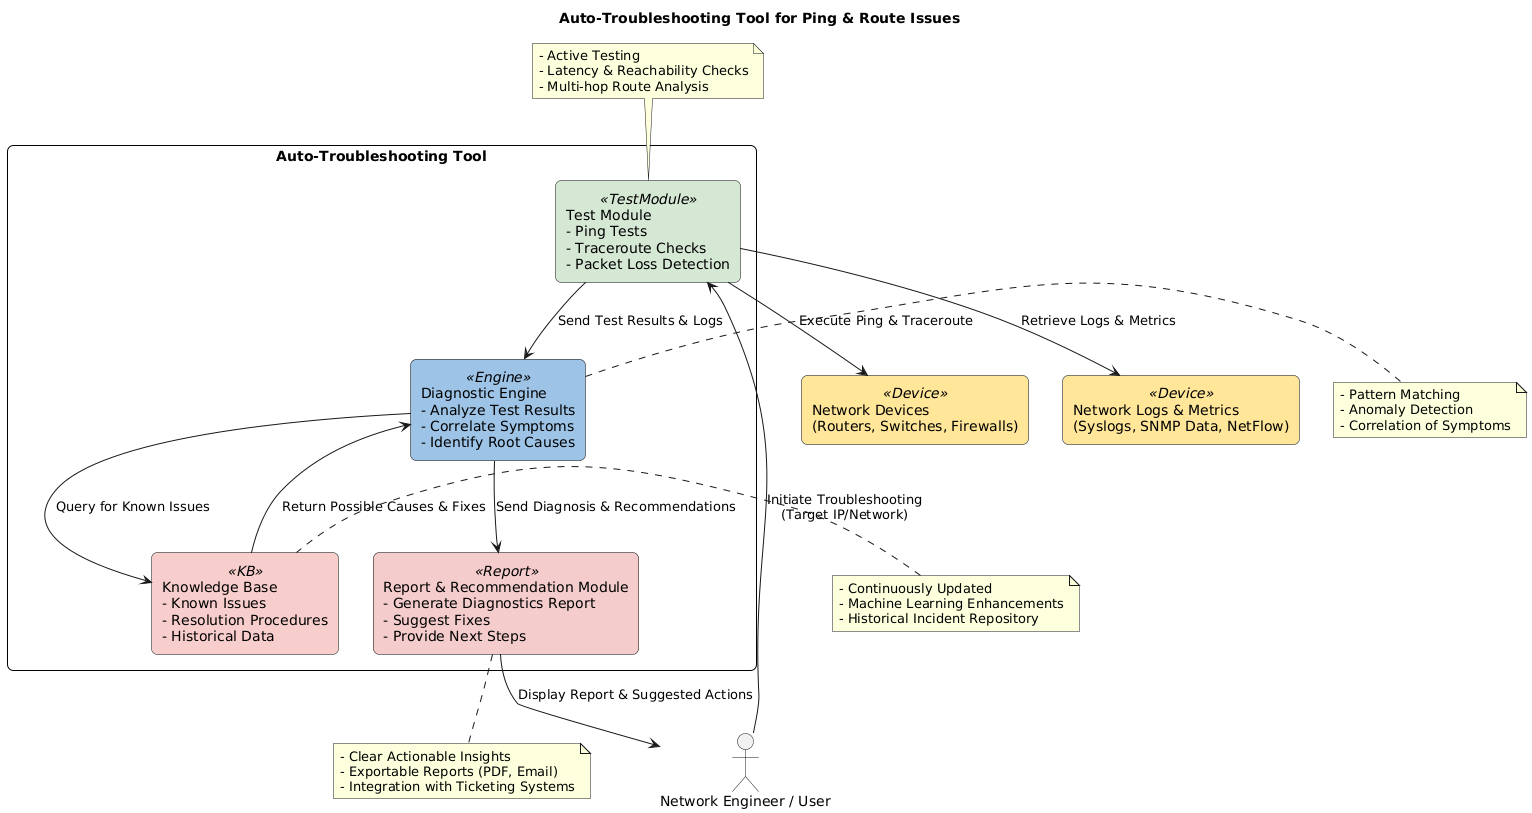 Auto-Troubleshooting Tool for Ping & Route Issues
- Active Testing
- Latency & Reachability Checks
- Multi-hop Route Analysis
Auto-Troubleshooting Tool
«TestModule»
Test Module
- Ping Tests
- Traceroute Checks
- Packet Loss Detection
Send Test Results & Logs
Execute Ping & Traceroute
Retrieve Logs & Metrics
«Engine»
Diagnostic Engine
- Analyze Test Results
- Correlate Symptoms
- Identify Root Causes
«Device»
Network Devices
(Routers, Switches, Firewalls)
«Device»
Network Logs & Metrics
(Syslogs, SNMP Data, NetFlow)
- Pattern Matching
- Anomaly Detection
- Correlation of Symptoms
Query for Known Issues
Return Possible Causes & Fixes
Send Diagnosis & Recommendations
Initiate Troubleshooting
(Target IP/Network)
«KB»
Knowledge Base
- Known Issues
- Resolution Procedures
- Historical Data
«Report»
Report & Recommendation Module
- Generate Diagnostics Report
- Suggest Fixes
- Provide Next Steps
- Continuously Updated
- Machine Learning Enhancements
- Historical Incident Repository
Display Report & Suggested Actions
- Clear Actionable Insights
- Exportable Reports (PDF, Email)
- Integration with Ticketing Systems
Network Engineer / User